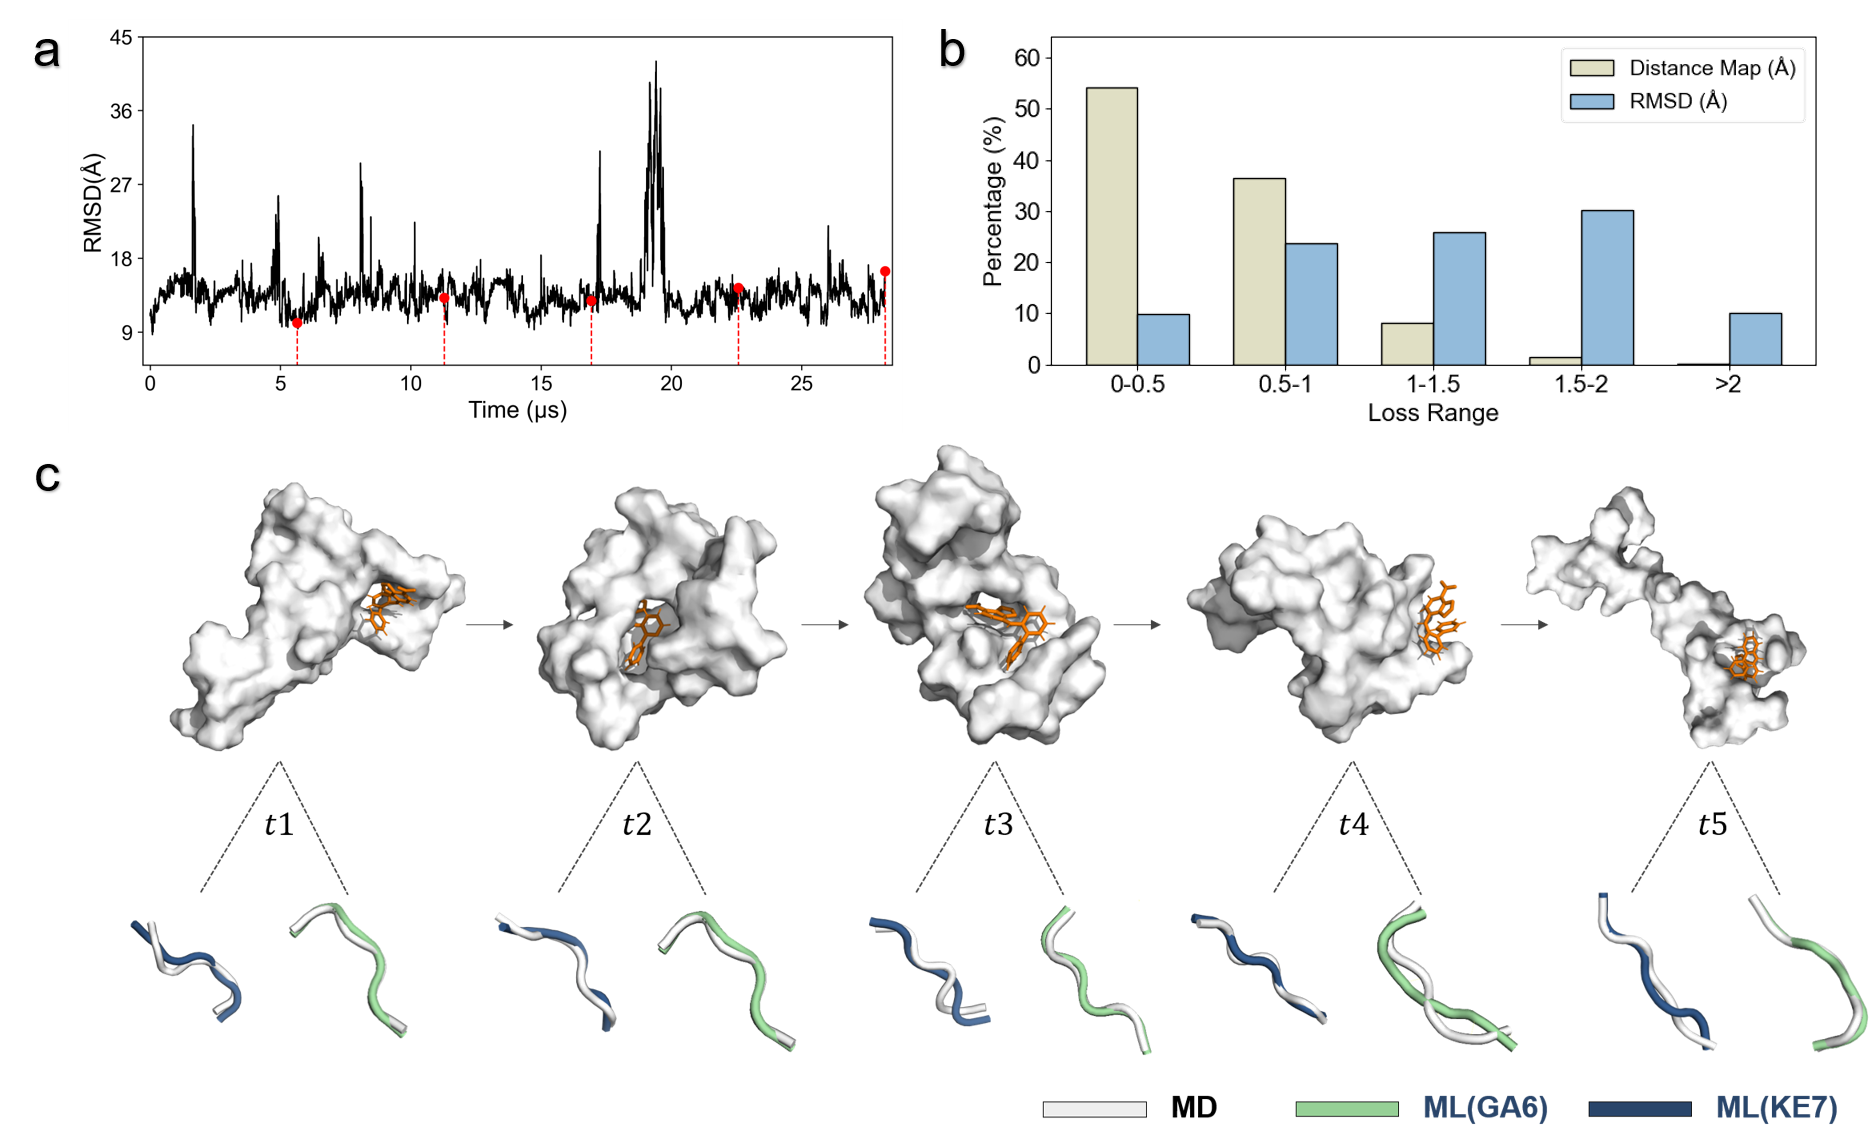 a
45
36
27
18
9
RMSD(Å)
0 5 10 15 20 25
Time (μs)
b
60
50
40
30
20
10
0
Percentage (%)
Distance Map (Å)
RMSD (Å)
0-0.5 0.5-1 1-1.5 1.5-2 >2
Loss Range
c
t1 t2 t3 t4 t5
MD ML(GA6) ML(KE7)